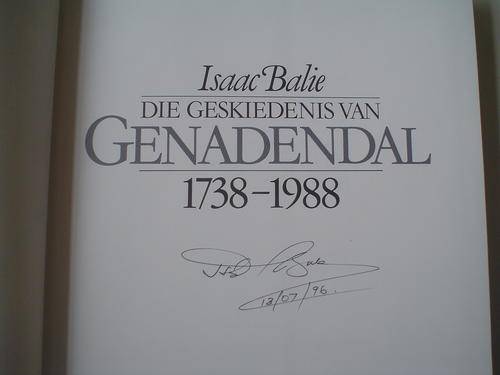 Isaac Balie
DIE GESKIEDENIS VAN
GENADENDAL
1738–1988
13/07/96.